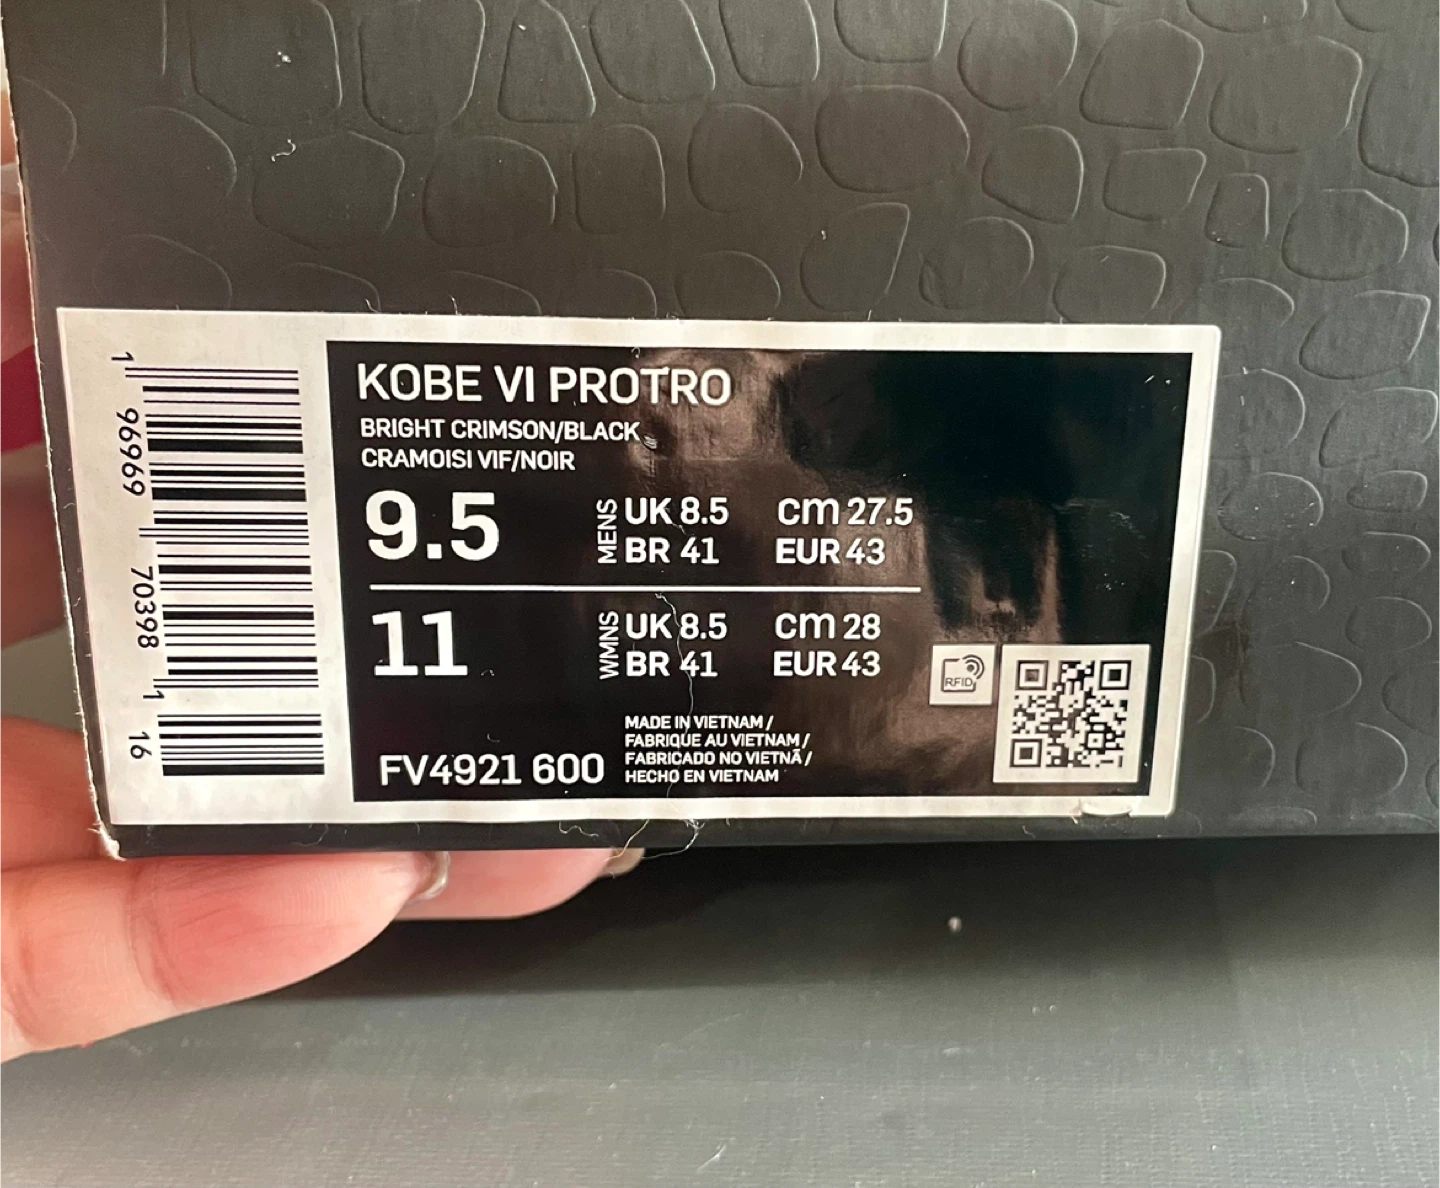 KOBE VI PROTRO
BRIGHT CRIMSON/BLACK
CRAMOISI VIF/NOIR
9.5 MENS UK 8.5 cm 27.5
BR 41 EUR 43
11 WMNS UK 8.5 cm 28
BR 41 EUR 43
FV4921 600
MADE IN VIETNAM /
FABRIQUE AU VIETNAM /
FABRICADO NO VIETNÃ /
HECHO EN VIETNAM
RFID
1 96969 70398 1 16